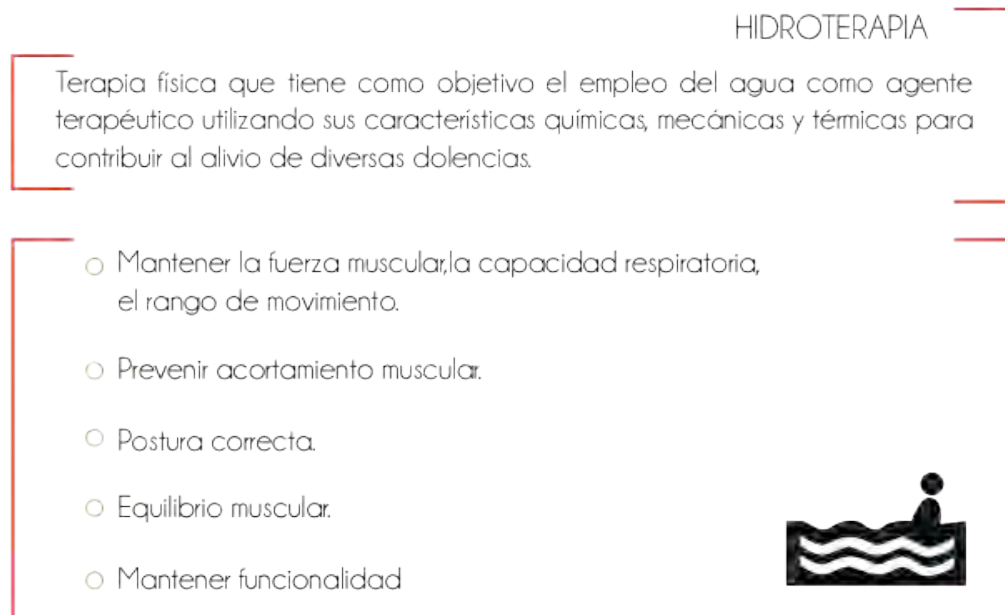 HIDROTERAPIA
Terapia física que tiene como objetivo el empleo del agua como agente
terapéutico utilizando sus características químicas, mecánicas y térmicas para
contribuir al alivio de diversas dolencias.
Mantener la fuerza muscular,la capacidad respiratoria,
el rango de movimiento.
Prevenir acortamiento muscular.
Postura correcta.
Equilibrio muscular.
Mantener funcionalidad